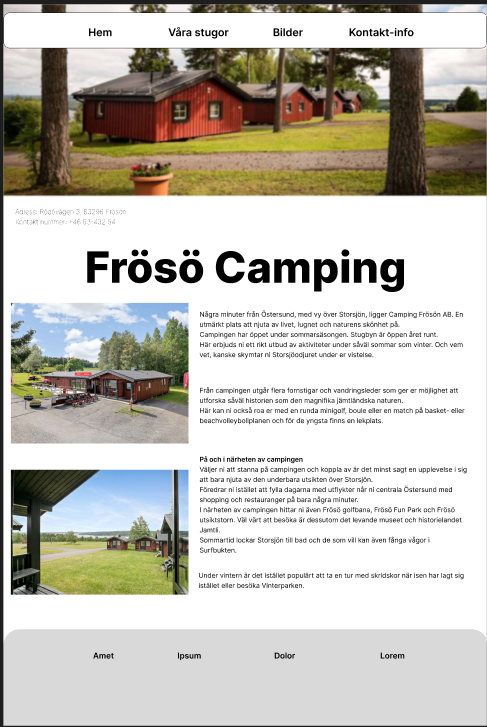 Hem Våra stugor Bilder Kontakt-info
Adress: Rödövägen 3, 83296 Frösön
Kontakt nummer: +46 63-432 54
Frösö Camping
Några minuter från Östersund, med vy över Storsjön, ligger Camping Frösön AB. En
utmärkt plats att njuta av livet, lugnet och naturens skönhet på.
Campingen har öppet under sommarsäsongen. Stugbyn är öppen året runt.
Här erbjuds ni ett rikt utbud av aktiviteter under såväl sommar som vinter. Och vem
vet, kanske skymtar ni Storsjöodjuret under er vistelse.
Från campingen utgår flera fornstigar och vandringsleder som ger er möjlighet att
utforska såväl historien som den magnifika jämtländska naturen.
Här kan ni också roa er med en runda minigolf, boule eller en match på basket- eller
beachvolleybollplanen och för de yngsta finns en lekplats.
På och i närheten av campingen
Väljer ni att stanna på campingen och koppla av är det minst sagt en upplevelse i sig
att bara njuta av den underbara utsikten över Storsjön.
Föredrar ni istället att fylla dagarna med utflykter når ni centrala Östersund med
shopping och restauranger på bara några minuter.
I närheten av campingen hittar ni även Frösö golfbana, Frösö Fun Park och Frösö
utsiktstorn. Väl värt att besöka är dessutom det levande museet och historielandet
Jamtli.
Sommartid lockar Storsjön till bad och de som vill kan även fånga vågor i
Surfbukten.
Under vintern är det istället populärt att ta en tur med skridskor när isen har lagt sig
istället eller besöka Vinterparken.
Amet Ipsum Dolor Lorem